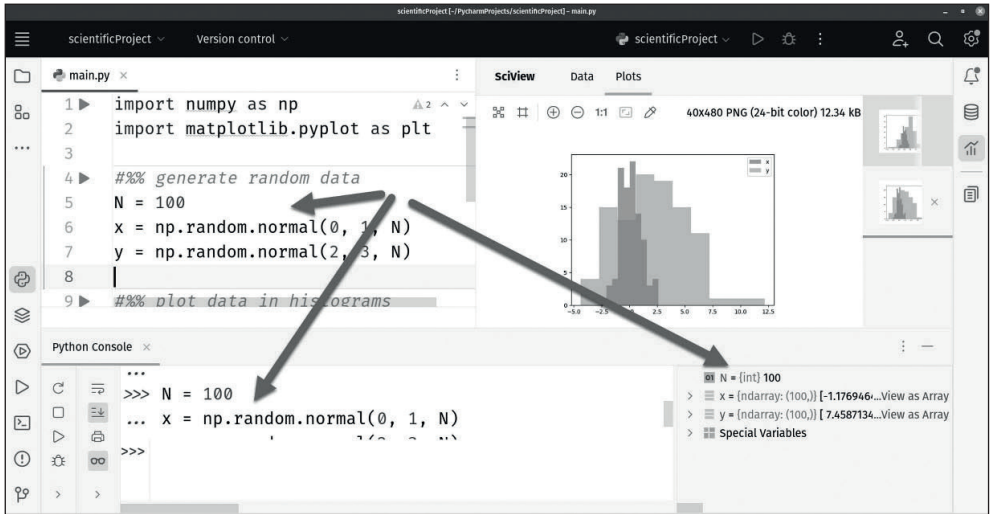 scientificProject [~/PycharmProjects/scientificProject] – main.py
scientificProject Version control scientificProject
main.py
1 import numpy as np 2
2 import matplotlib.pyplot as plt
3
4 #%% generate random data
5 N = 100
6 x = np.random.normal(0, 1, N)
7 y = np.random.normal(2, 3, N)
8
9 #%% plot data in histograms
SciView Data Plots
1:1 40x480 PNG (24-bit color) 12.34 kB
x
y
20
15
10
5
0
-5.0 -2.5 2.5 5.0 7.5 10.0 12.5
Python Console
...
>>> N = 100
... x = np.random.normal(0, 1, N)
>>>
01 N = {int} 100
x = {ndarray: (100,)} [-1.176946...View as Array
y = {ndarray: (100,)} [ 7.4587134...View as Array
Special Variables